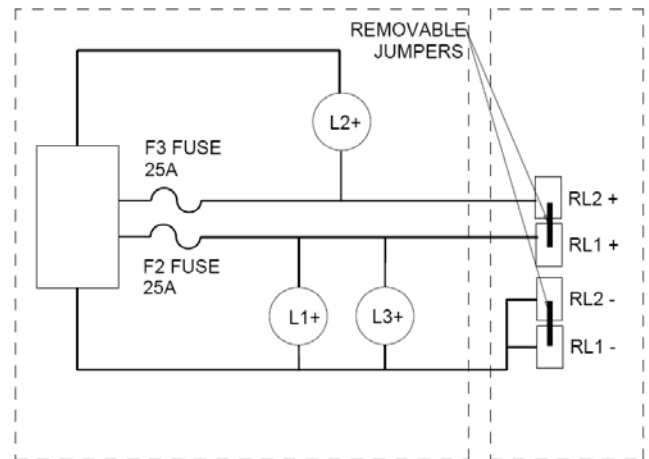 REMOVABLE
JUMPERS
L2+
F3 FUSE
25A
RL2 +
RL1 +
F2 FUSE
25A
RL2 -
L1+
L3+
RL1 -